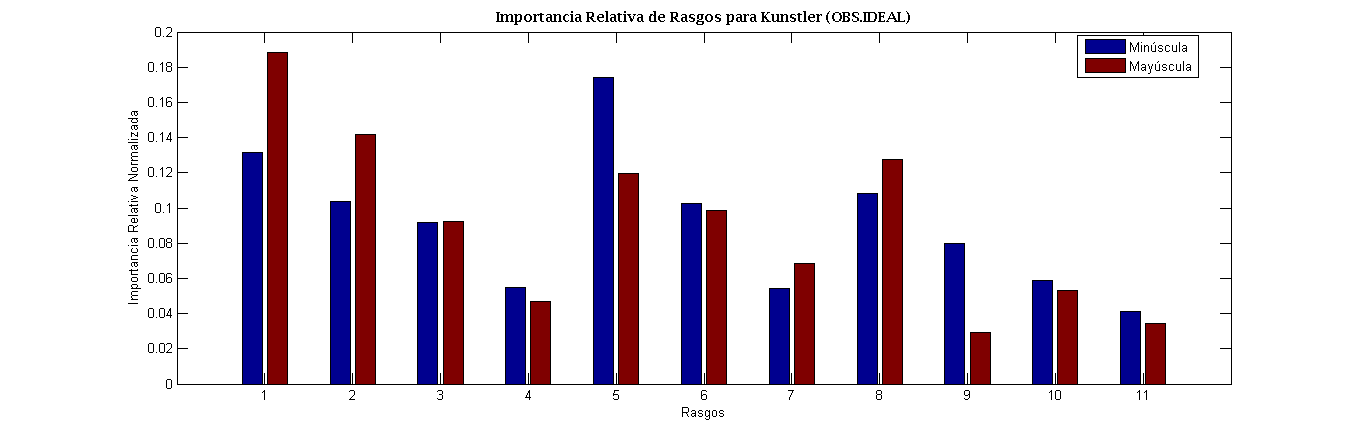 Importancia Relativa de Rasgos para Kunstler (OBS.IDEAL)
Minúscula
Mayúscula
Importancia Relativa Normalizada
0.2
0.18
0.16
0.14
0.12
0.1
0.08
0.06
0.04
0.02
0
1 2 3 4 5 6 7 8 9 10 11
Rasgos